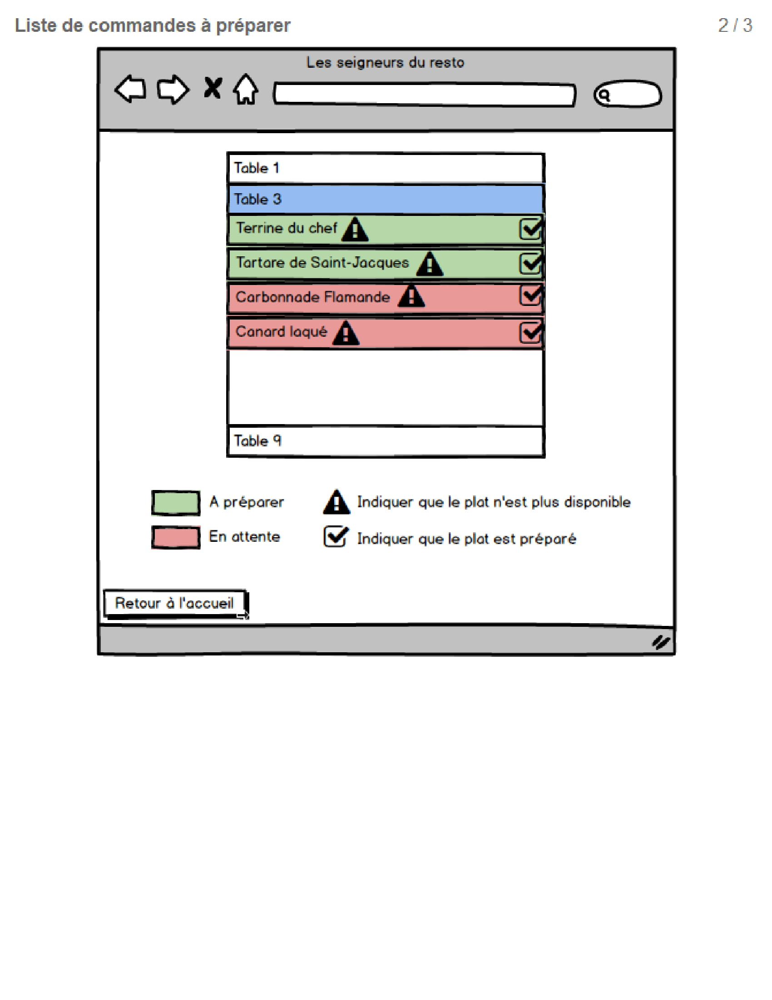 Liste de commandes à préparer
2 / 3
Les seigneurs du resto
Table 1
Table 3
Terrine du chef
Tartare de Saint-Jacques
Carbonnade Flamande
Canard laqué
Table 9
A préparer
Indiquer que le plat n'est plus disponible
En attente
Indiquer que le plat est préparé
Retour à l'accueil